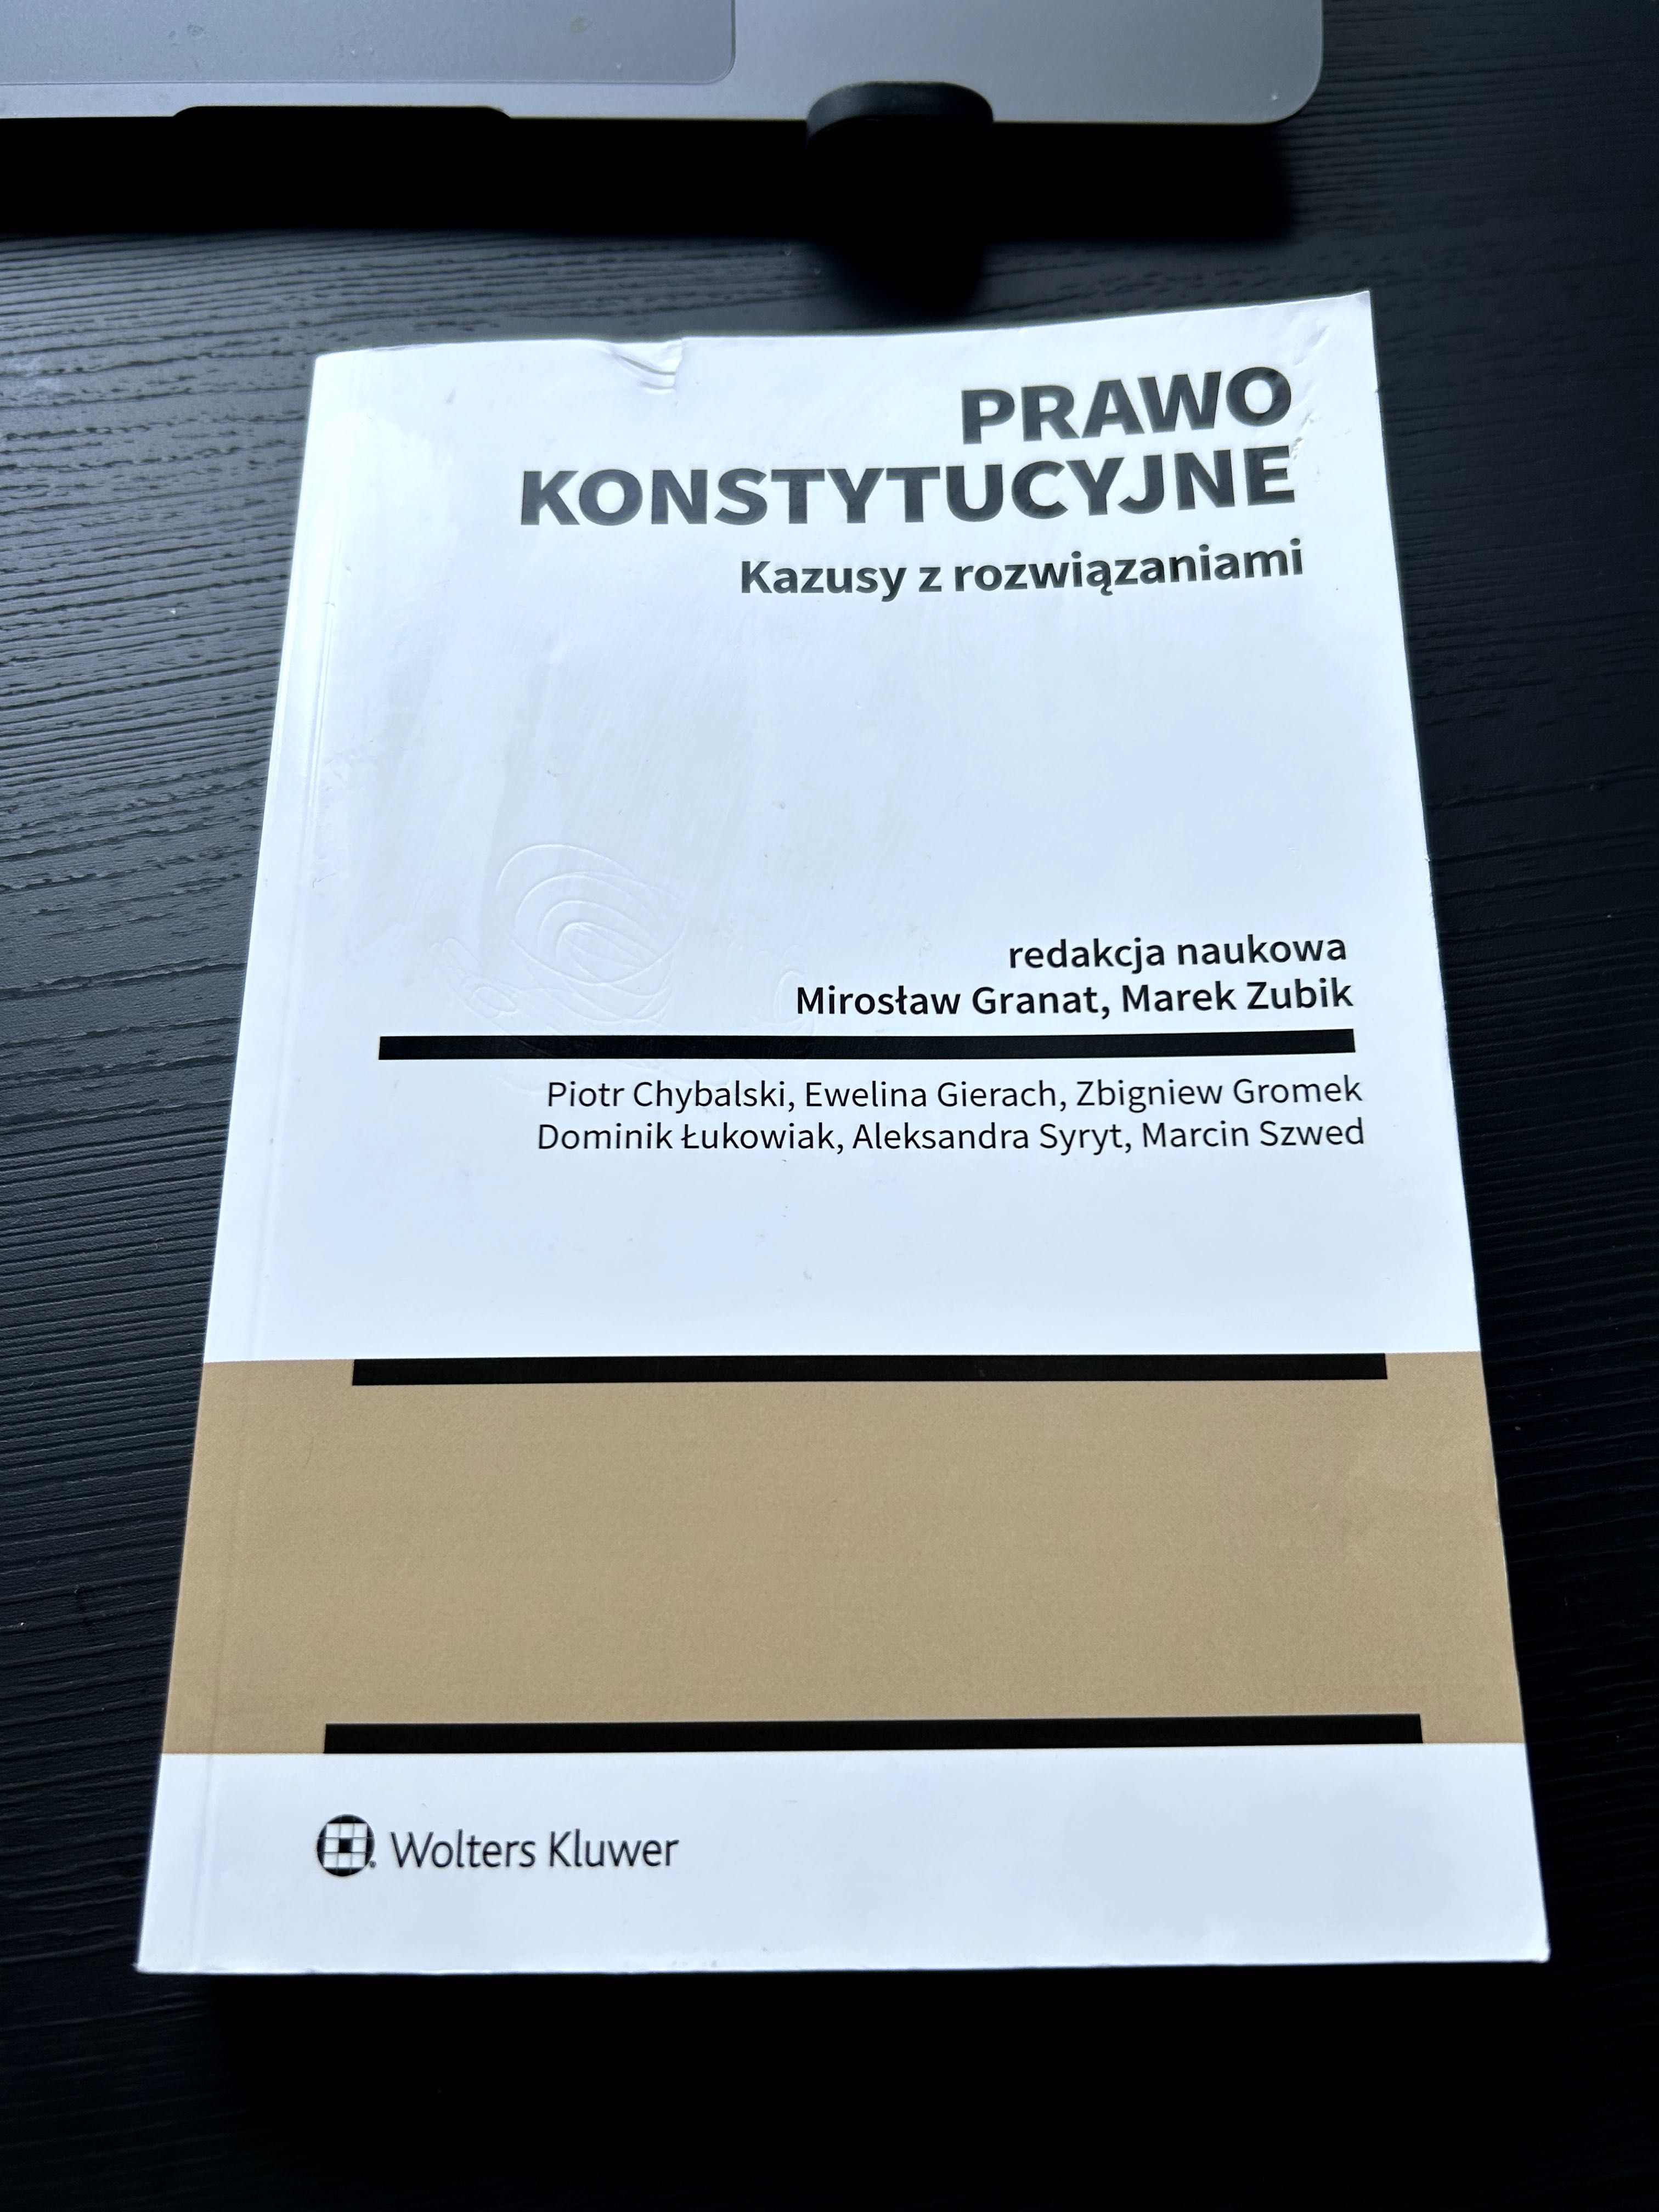 PRAWO
KONSTYTUCYJNE
Kazusy z rozwiązaniami
redakcja naukowa
Mirosław Granat, Marek Zubik
Piotr Chybalski, Ewelina Gierach, Zbigniew Gromek
Dominik Łukowiak, Aleksandra Syryt, Marcin Szwed
Wolters Kluwer